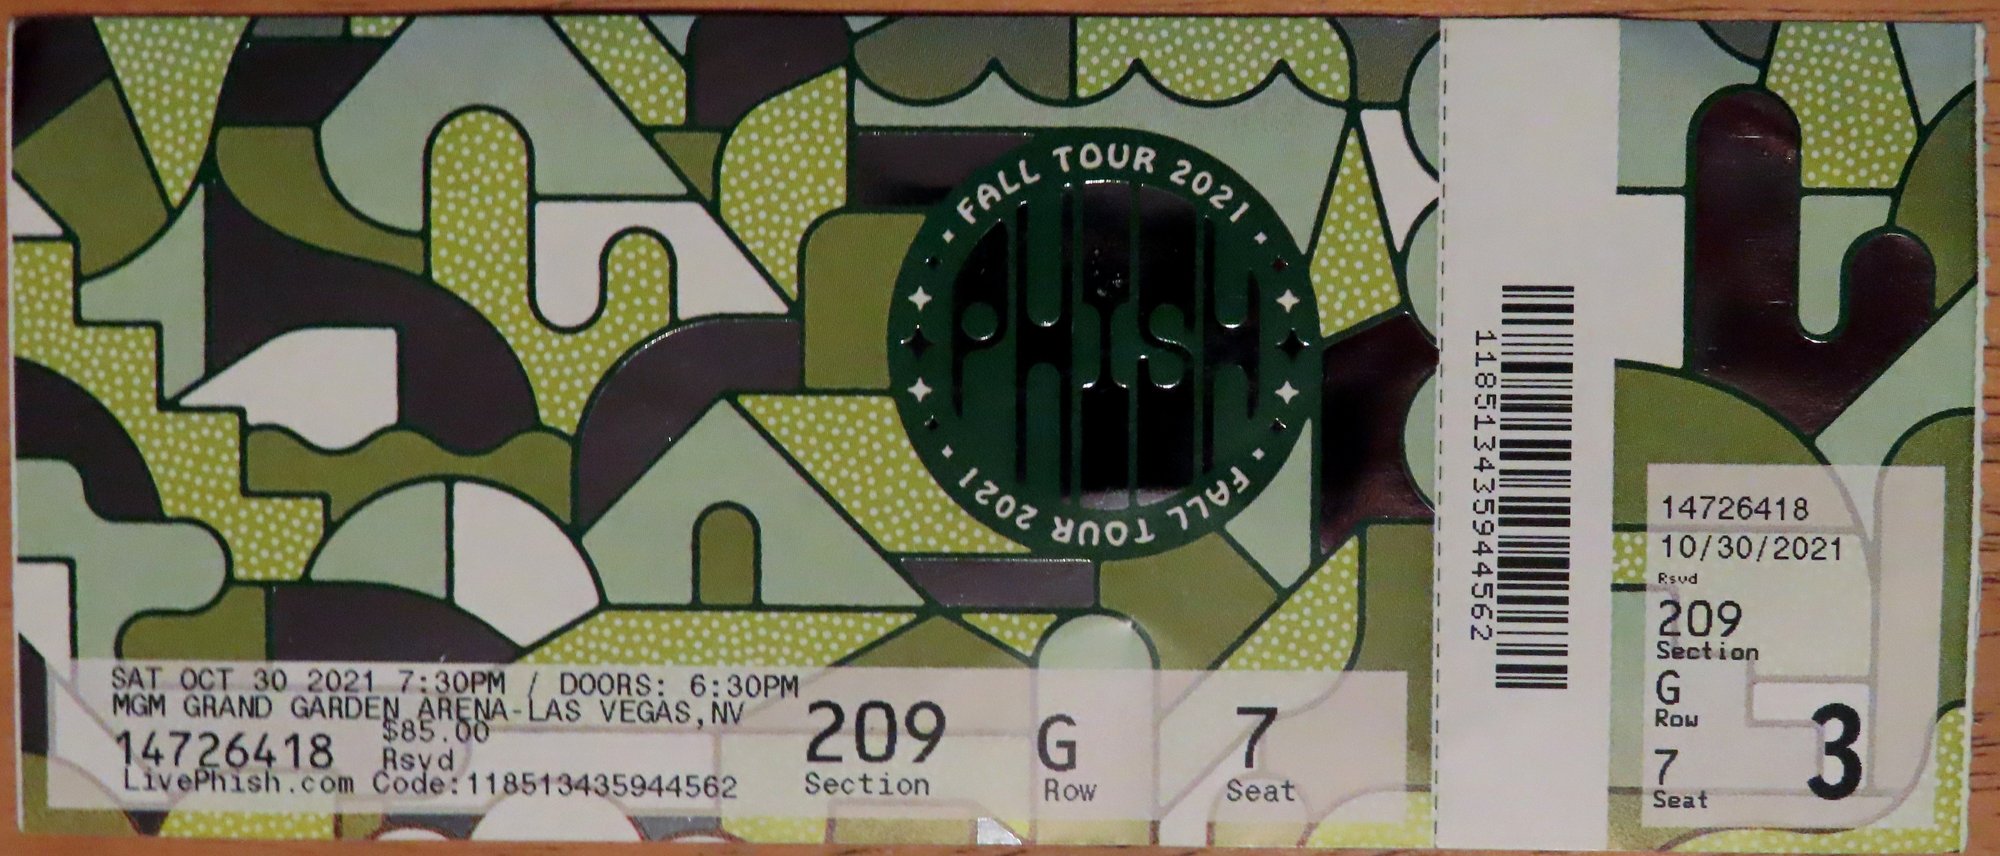 FALL TOUR 2021
PHISH
FALL TOUR 2021
SAT OCT 30 2021 7:30PM / DOORS: 6:30PM
MGM GRAND GARDEN ARENA-LAS VEGAS,NV
$85.00
14726418 Rsvd
LivePhish.com Code:118513435944562
209
Section
G
Row
7
Seat
118513435944562
14726418
10/30/2021
Rsvd
209
Section
G
Row
7
Seat
3